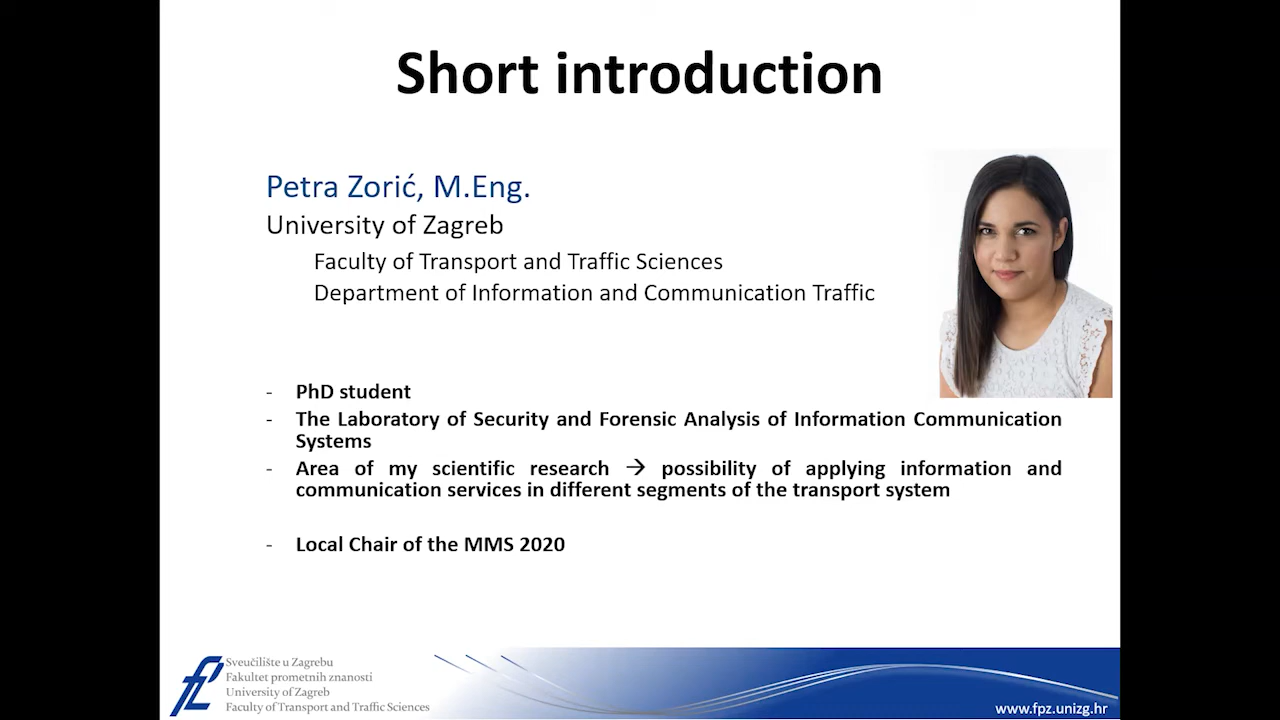 Short introduction
Petra Zorić, M.Eng.
University of Zagreb
Faculty of Transport and Traffic Sciences
Department of Information and Communication Traffic
- PhD student
- The Laboratory of Security and Forensic Analysis of Information Communication
Systems
- Area of my scientific research → possibility of applying information and
communication services in different segments of the transport system
- Local Chair of the MMS 2020
Sveučilište u Zagrebu
Fakultet prometnih znanosti
University of Zagreb
Faculty of Transport and Traffic Sciences
www.fpz.unizg.hr